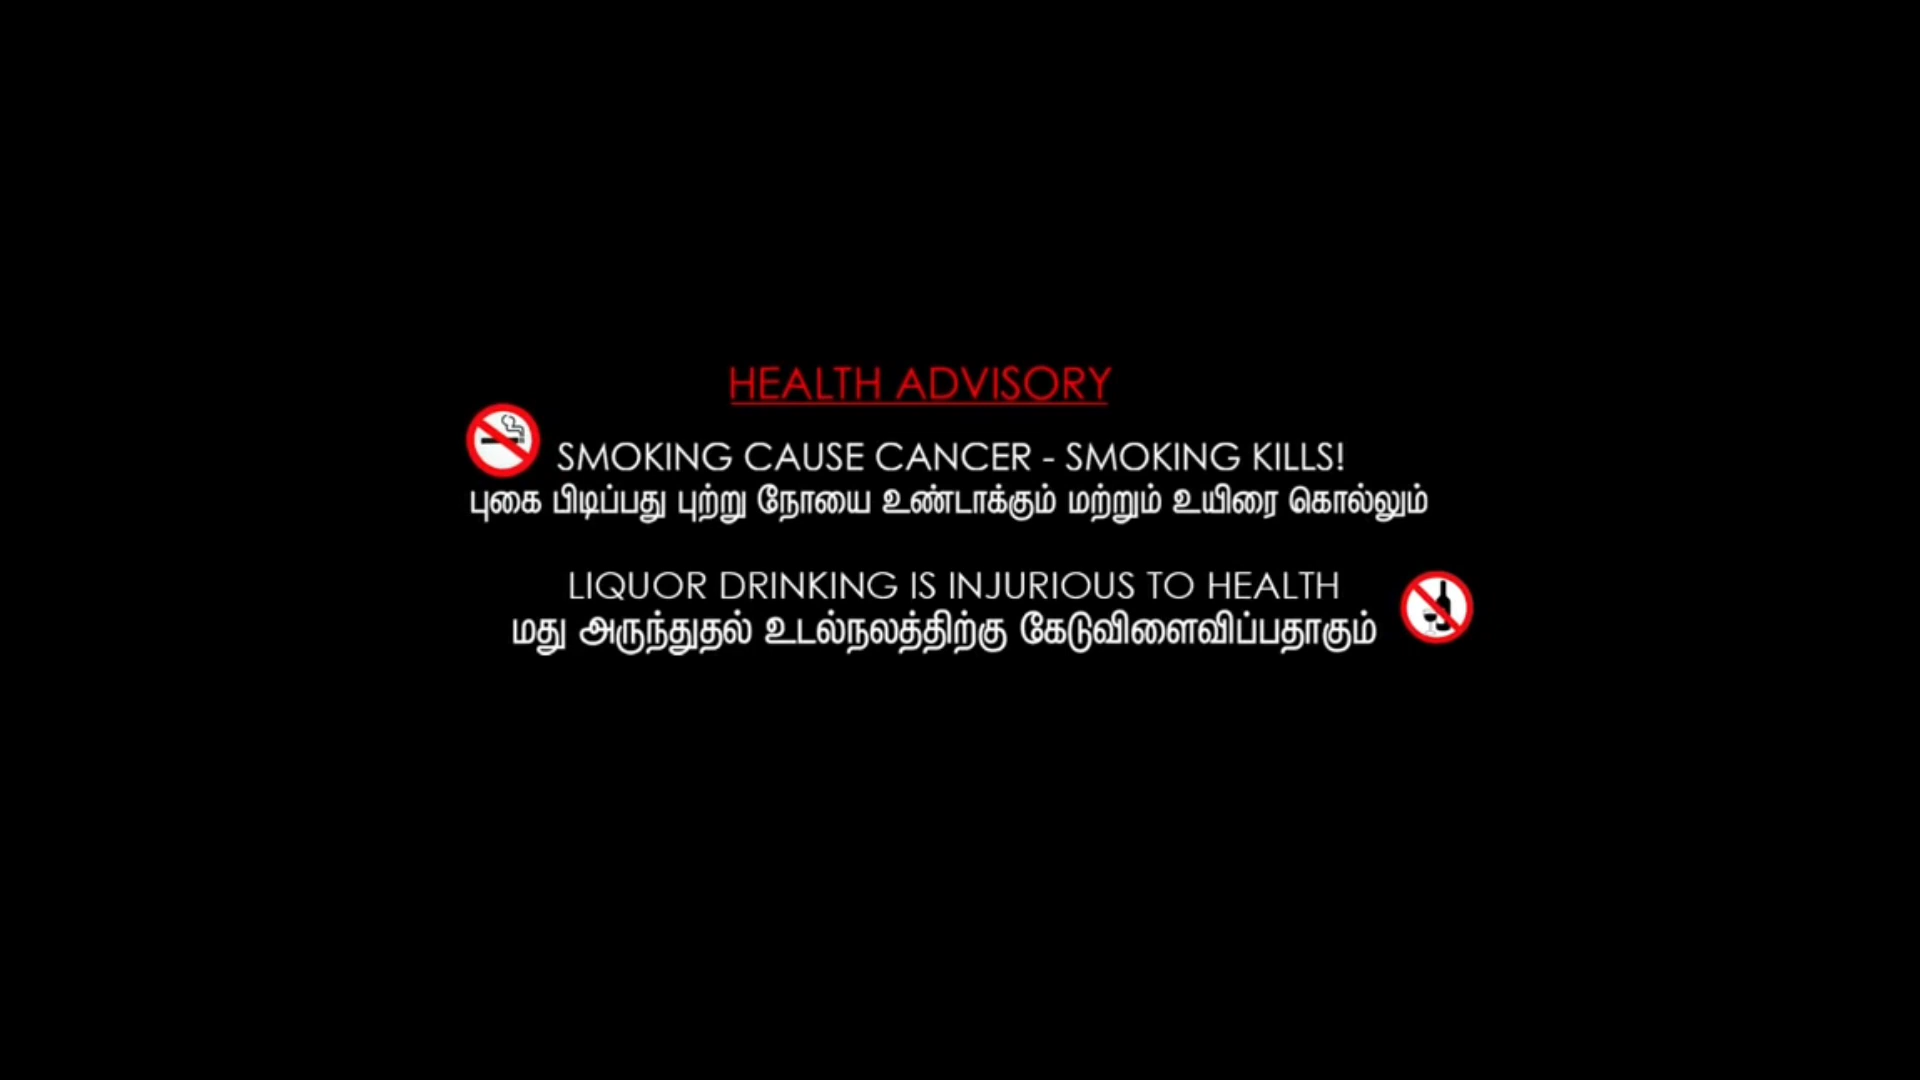 HEALTH ADVISORY
SMOKING CAUSE CANCER - SMOKING KILLS!
புகை பிடிப்பது புற்று நோயை உண்டாக்கும் மற்றும் உயிரை கொல்லும்
LIQUOR DRINKING IS INJURIOUS TO HEALTH
மது அருந்துதல் உடல்நலத்திற்கு கேடுவிளைவிப்பதாகும்